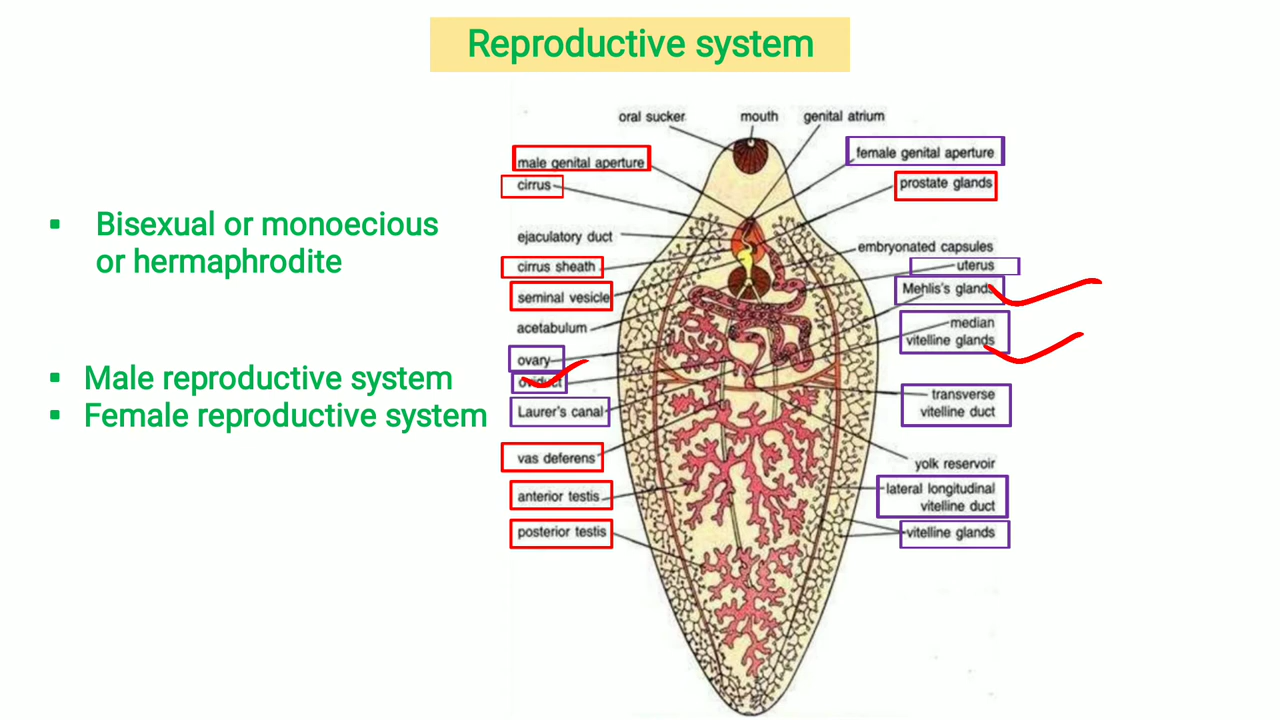 Reproductive system
▪ Bisexual or monoecious
or hermaphrodite
▪ Male reproductive system
▪ Female reproductive system
oral sucker
mouth
genital atrium
male genital aperture
cirrus
ejaculatory duct
cirrus sheath
seminal vesicle
acetabulum
ovary
oviduct
Laurer's canal
vas deferens
anterior testis
posterior testis
female genital aperture
prostate glands
embryonated capsules
uterus
Mehlis's glands
median
vitelline glands
transverse
vitelline duct
yolk reservoir
lateral longitudinal
vitelline duct
vitelline glands